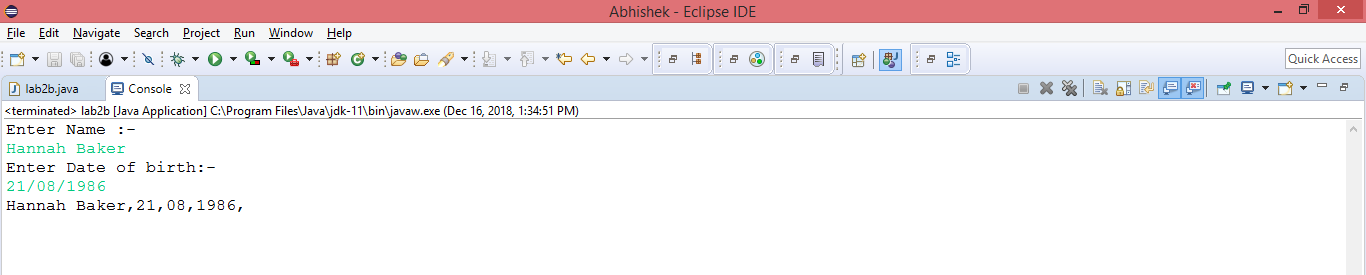 Abhishek - Eclipse IDE
File Edit Navigate Search Project Run Window Help
Quick Access
lab2b.java Console
<terminated> lab2b [Java Application] C:\Program Files\Java\jdk-11\bin\javaw.exe (Dec 16, 2018, 1:34:51 PM)
Enter Name :-
Hannah Baker
Enter Date of birth:-
21/08/1986
Hannah Baker,21,08,1986,